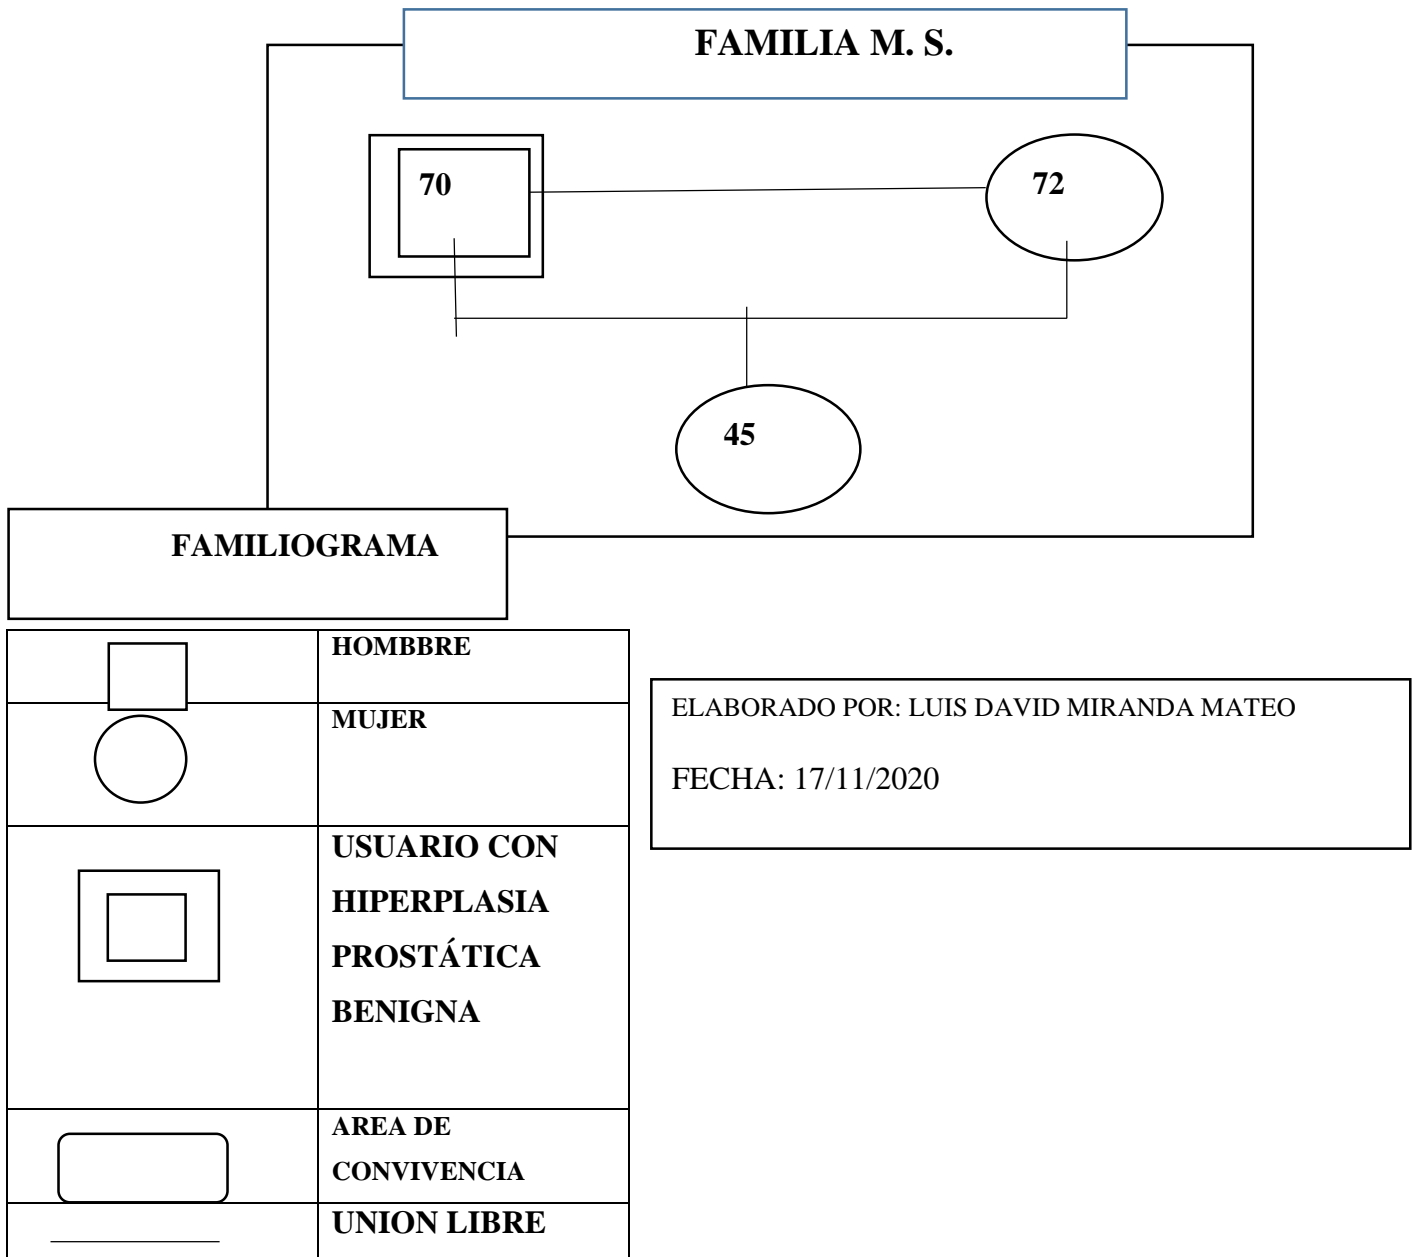 FAMILIA M. S.
70
72
45
FAMILIOGRAMA
HOMBBRE
MUJER
USUARIO CON
HIPERPLASIA
PROSTÁTICA
BENIGNA
AREA DE
CONVIVENCIA
UNION LIBRE
ELABORADO POR: LUIS DAVID MIRANDA MATEO
FECHA: 17/11/2020